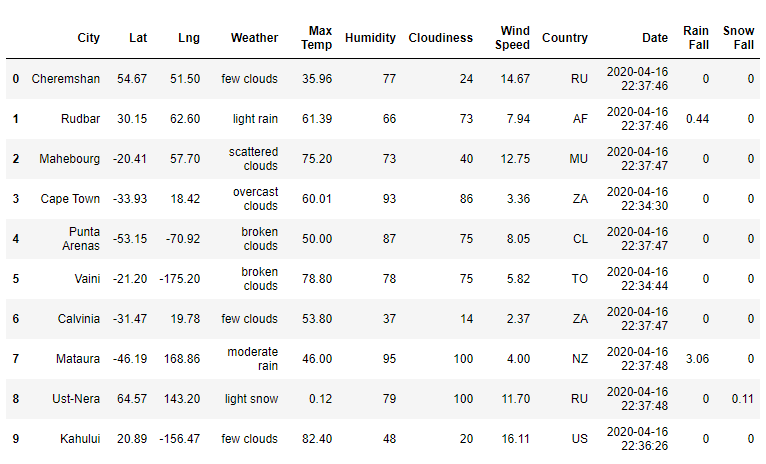 City Lat Lng Weather Max Temp Humidity Cloudiness Wind Speed Country Date Rain Fall Snow Fall
0 Cheremshan 54.67 51.50 few clouds 35.96 77 24 14.67 RU 2020-04-16 22:37:46 0 0
1 Rudbar 30.15 62.60 light rain 61.39 66 73 7.94 AF 2020-04-16 22:37:46 0.44 0
2 Mahebourg -20.41 57.70 scattered clouds 75.20 73 40 12.75 MU 2020-04-16 22:37:47 0 0
3 Cape Town -33.93 18.42 overcast clouds 60.01 93 86 3.36 ZA 2020-04-16 22:34:30 0 0
4 Punta Arenas -53.15 -70.92 broken clouds 50.00 87 75 8.05 CL 2020-04-16 22:37:47 0 0
5 Vaini -21.20 -175.20 broken clouds 78.80 78 75 5.82 TO 2020-04-16 22:34:44 0 0
6 Calvinia -31.47 19.78 few clouds 53.80 37 14 2.37 ZA 2020-04-16 22:37:47 0 0
7 Mataura -46.19 168.86 moderate rain 46.00 95 100 4.00 NZ 2020-04-16 22:37:48 3.06 0
8 Ust-Nera 64.57 143.20 light snow 0.12 79 100 11.70 RU 2020-04-16 22:37:48 0 0.11
9 Kahului 20.89 -156.47 few clouds 82.40 48 20 16.11 US 2020-04-16 22:36:26 0 0